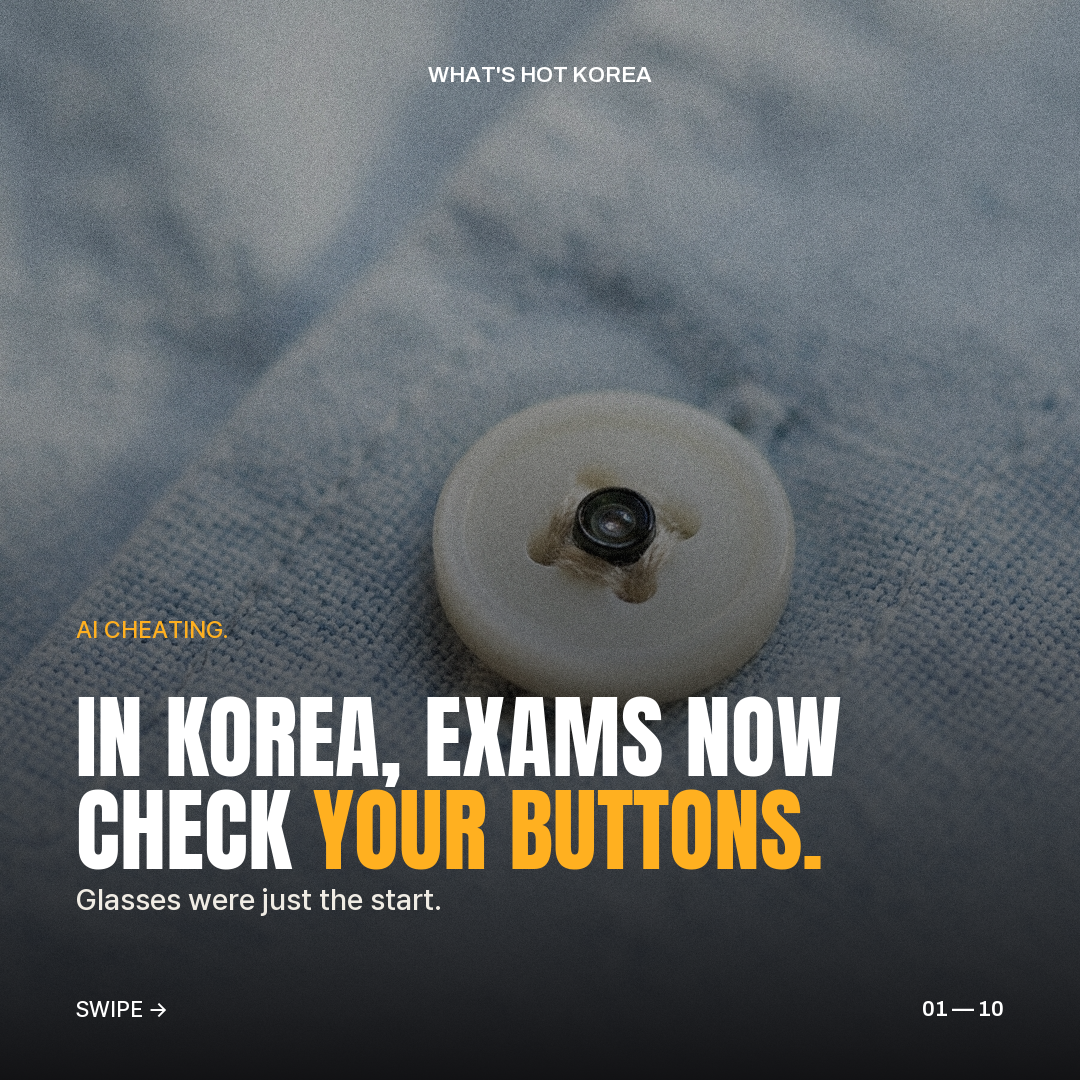 WHAT'S HOT KOREA
AI CHEATING.
IN KOREA, EXAMS NOW
CHECK YOUR BUTTONS.
Glasses were just the start.
SWIPE →
01 — 10